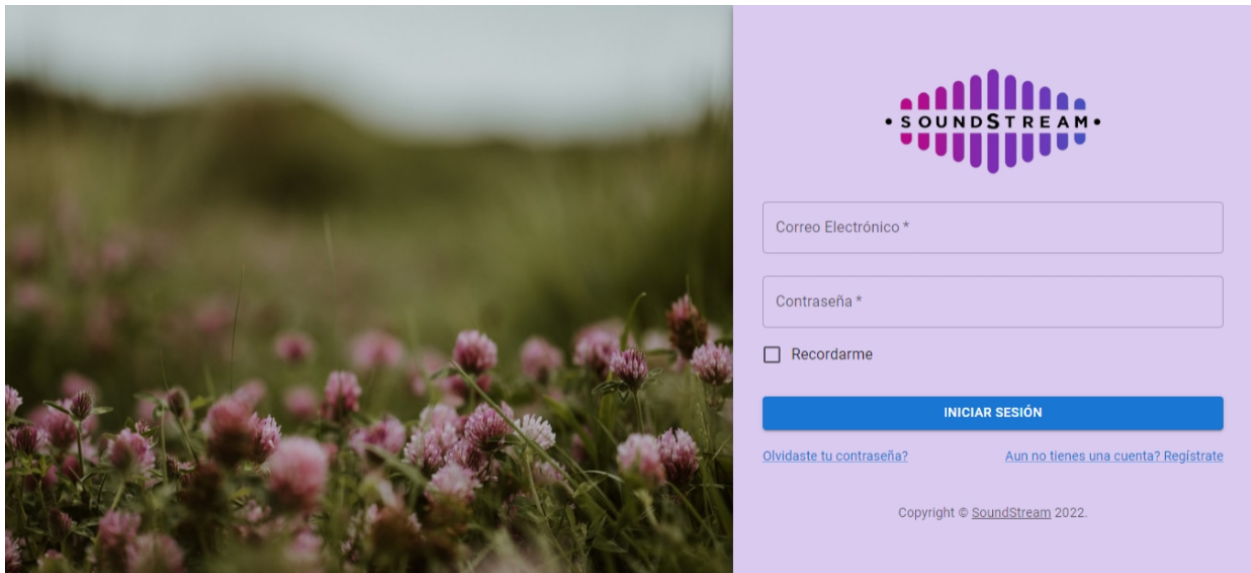 • SOUNDSTREAM •
Correo Electrónico *
Contraseña *
Recordarme
INICIAR SESIÓN
Olvidaste tu contraseña? Aun no tienes una cuenta? Regístrate
Copyright © SoundStream 2022.